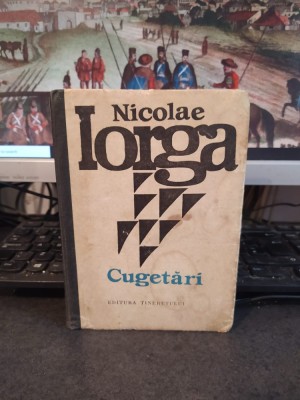 Nicolae
Iorga
Cugetări
EDITURA TINERETULUI